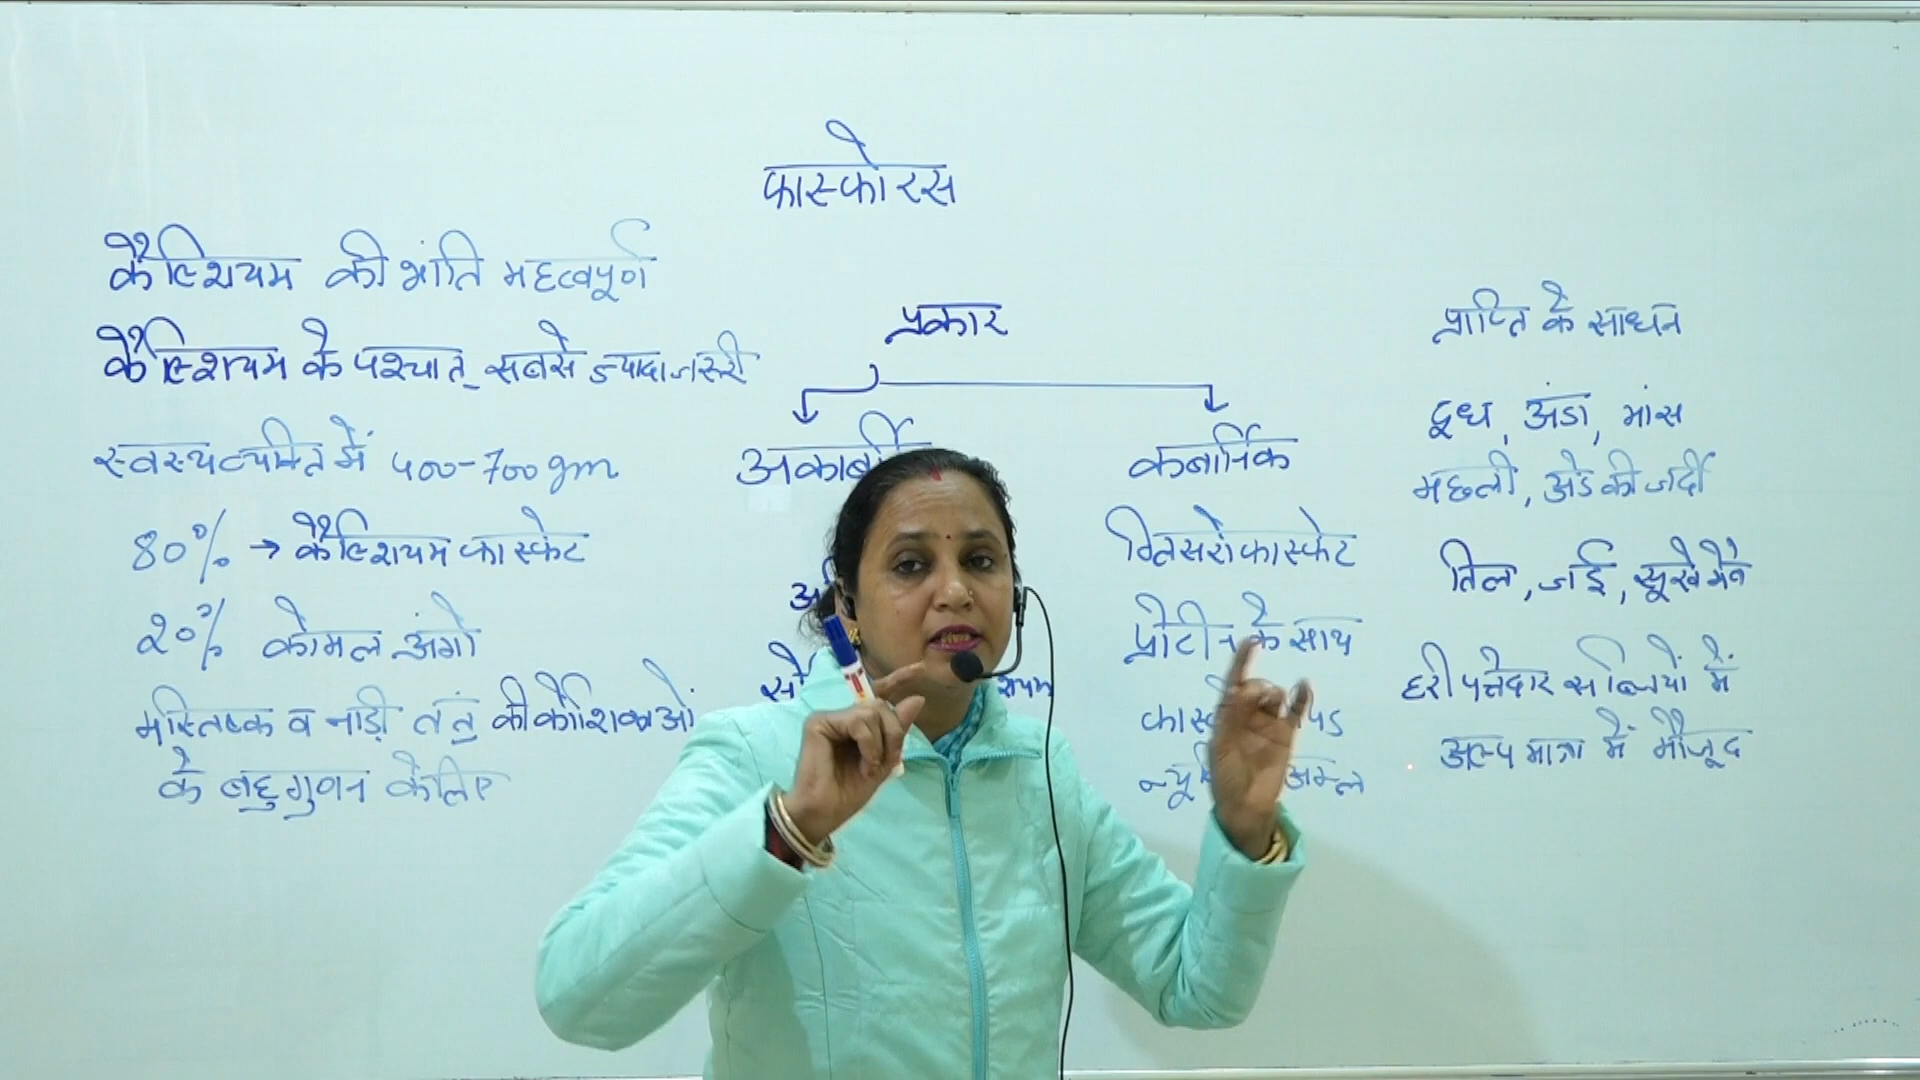 फास्फोरस
कैल्शियम की भांति महत्वपूर्ण
कैल्शियम के पश्चात् सबसे ज्यादा जरूरी
स्वस्थ व्यक्ति में 400-700 gm
80% → कैल्शियम फास्फेट
20% कोमल अंगो
मस्तिष्क व नाड़ी तंतु की कोशिकाओं
के बहुगुणन के लिए
प्रकार
कबार्निक
ग्लिसरोफास्फेट
प्रोटीन के साथ
प्राप्ति के साधन
दूध, अंडा, मांस
मछली, अंडे की जर्दी
तिल, जई, सूखे मेवे
हरी पत्तेदार सब्जियों में
अल्प मात्रा में मौजूद